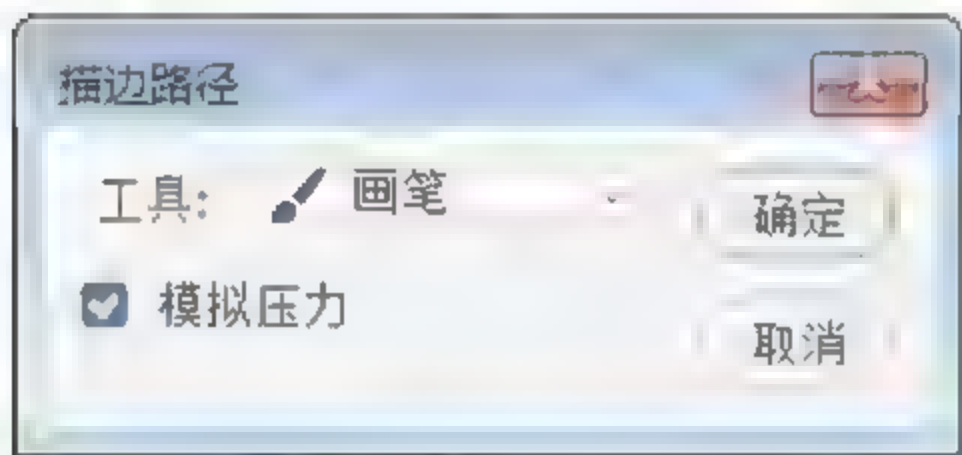 描边路径
工具: 画笔
确定
模拟压力
取消